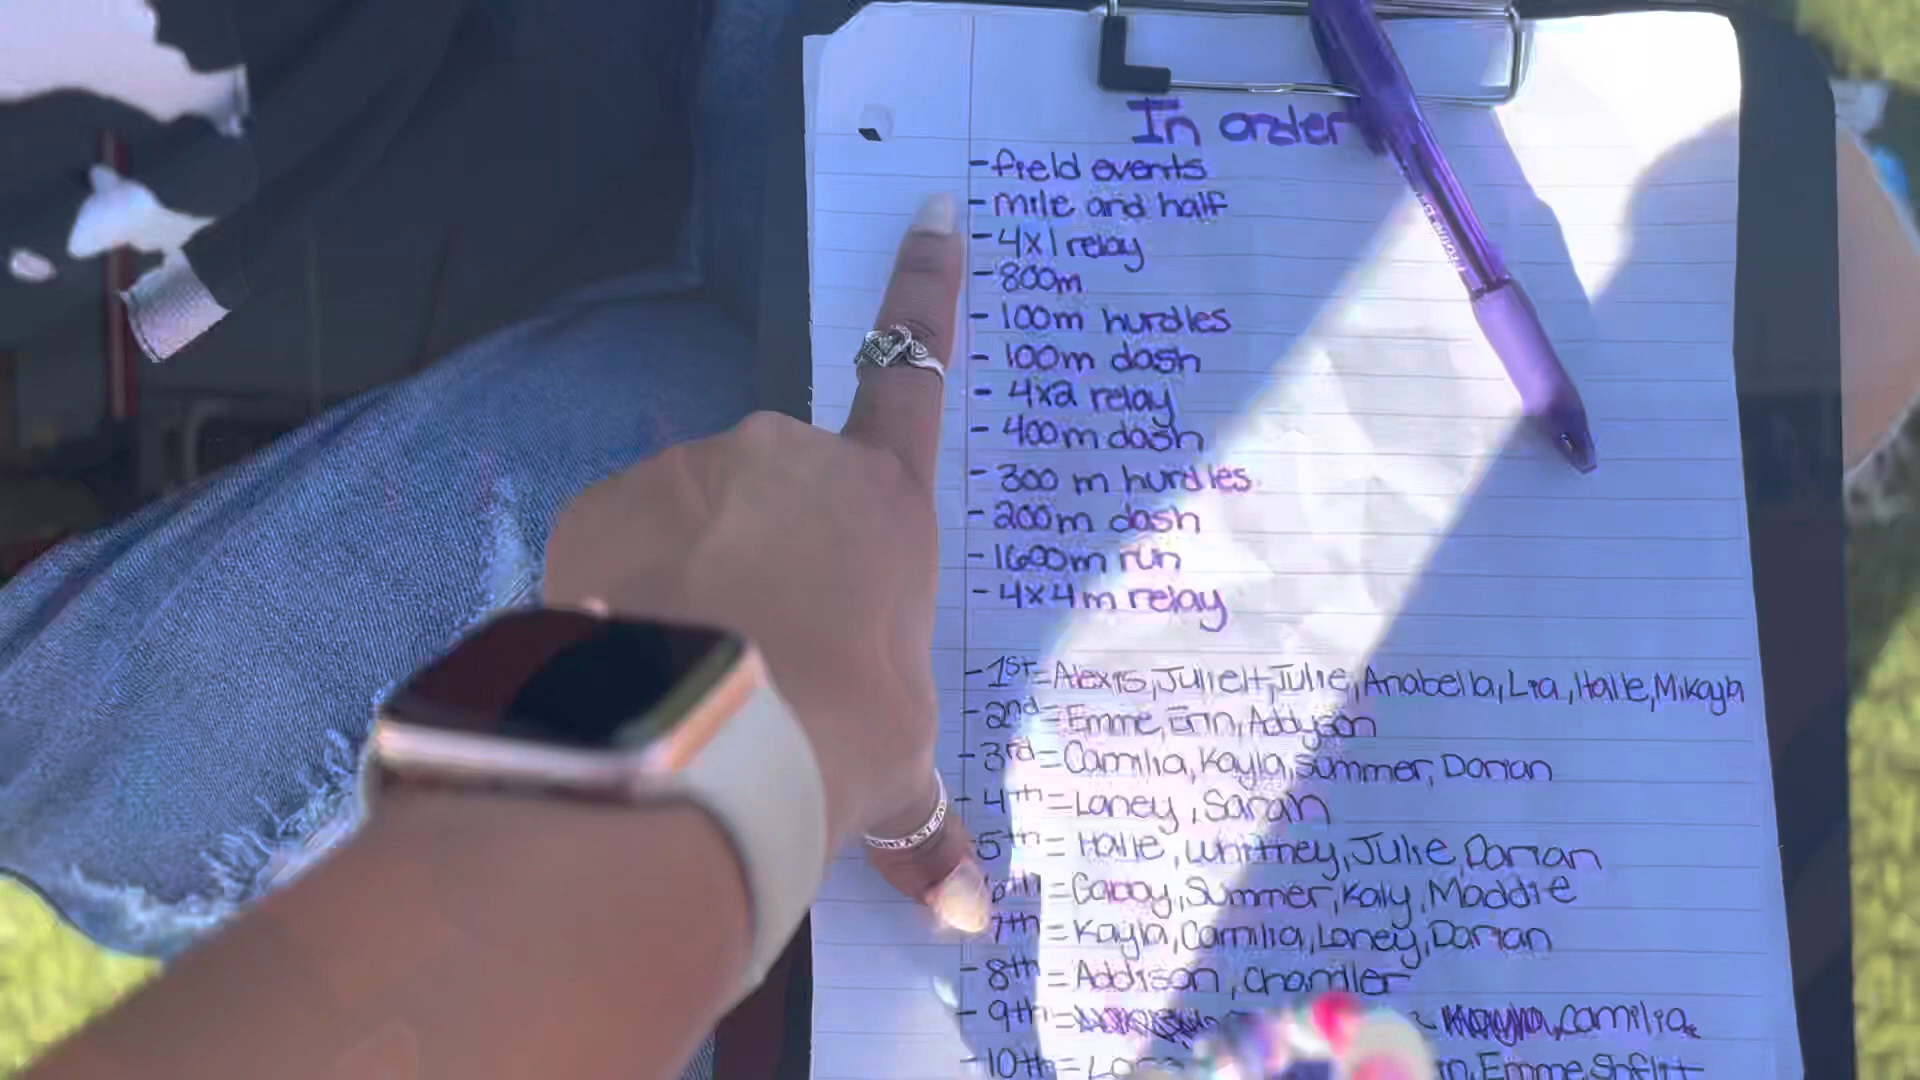 In order
- field events
- mile and half
- 4x1 relay
- 800m
- 100m hurdles
- 100m dash
- 4x2 relay
- 400m dash
- 300 m hurdles
- 200m dash
- 1600m run
- 4x4m relay
- 1st = Alexis, Juliett, Julie, Anabella, Lia, Halle, Mikayla
- 2nd = Emme, Erin, Addyson
- 3rd = Camilia, Kayla, Summer, Dorian
- 4th = Laney, Sarah
5th = Halle, Whittney, Julie, Dorian
6th = Gabby, Summer, Kaly, Maddie
7th = Kayla, Camilia, Laney, Dorian
- 8th = Addison, Chandler
- 9th = Kayla, Camilia
- 10th = Emme